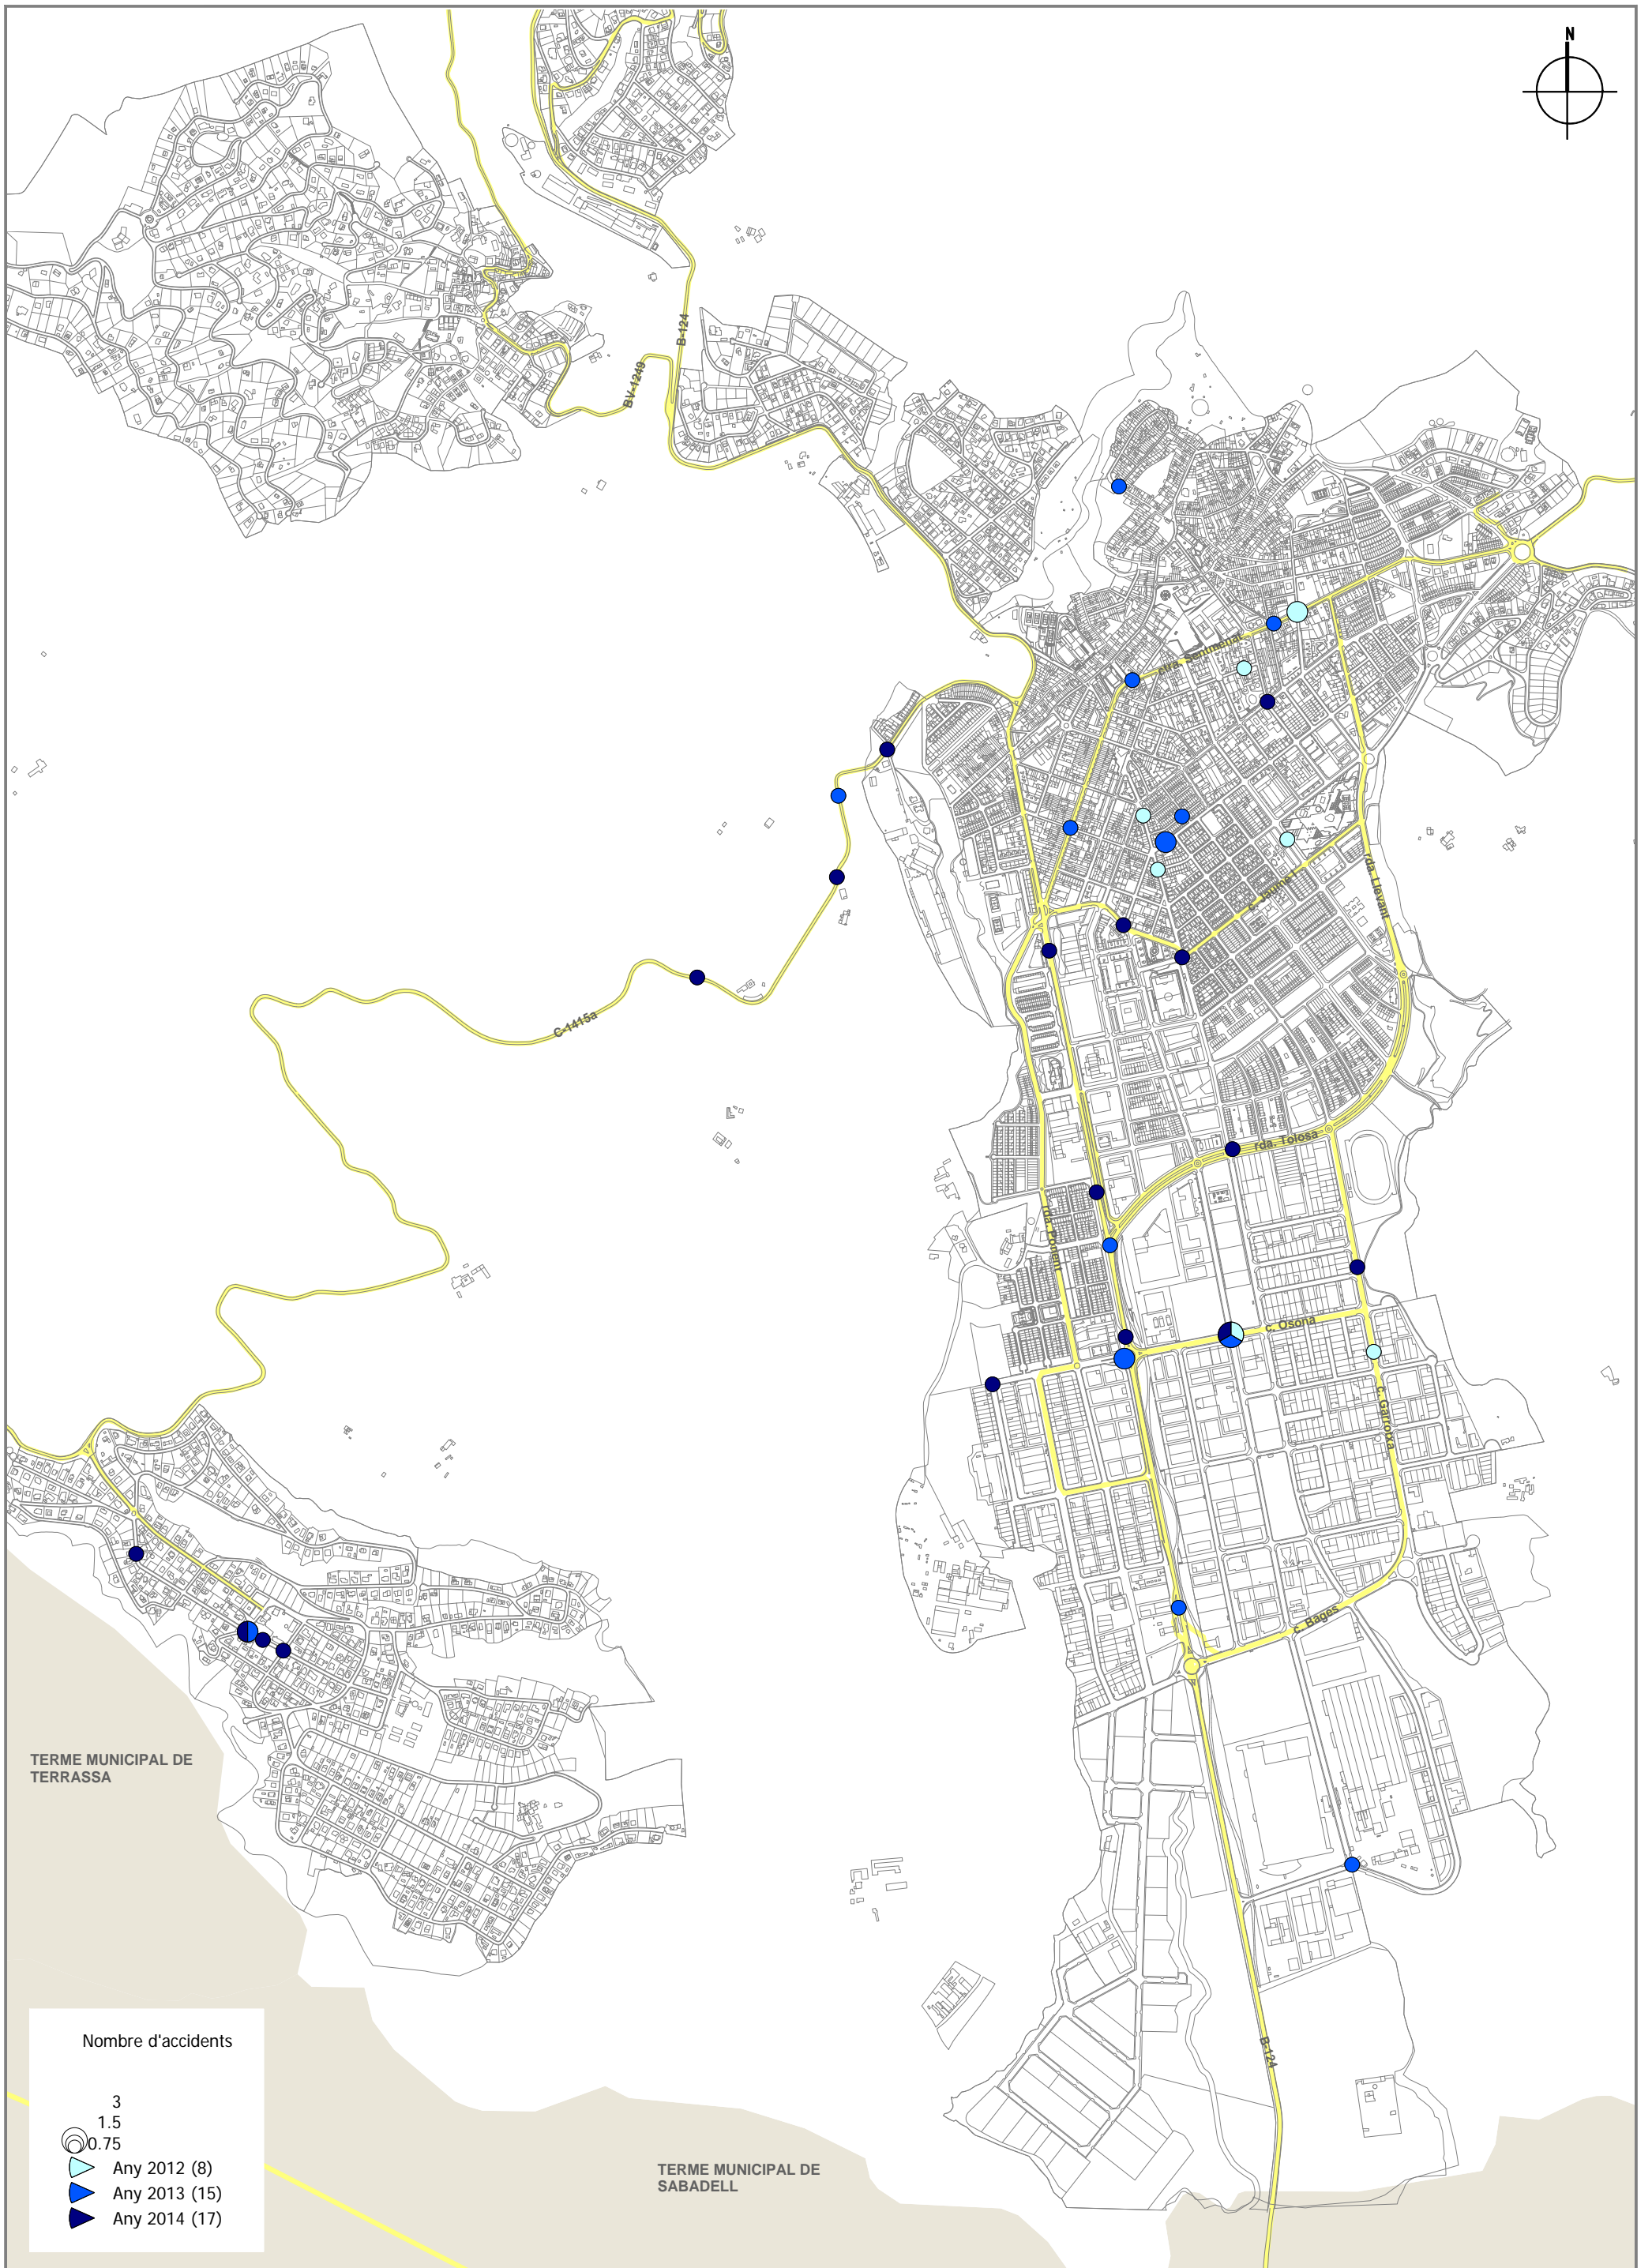 N
B-124
BV-1249
ctra. Sentmenat
c. Jaume I
rda. Llevant
C-1415a
rda. Tolosa
rda. Ponent
c. Osona
c. Garrotxa
c. Bages
TERME MUNICIPAL DE
TERRASSA
Nombre d'accidents
3
1.5
0.75
Any 2012 (8)
Any 2013 (15)
Any 2014 (17)
B-124
TERME MUNICIPAL DE
SABADELL